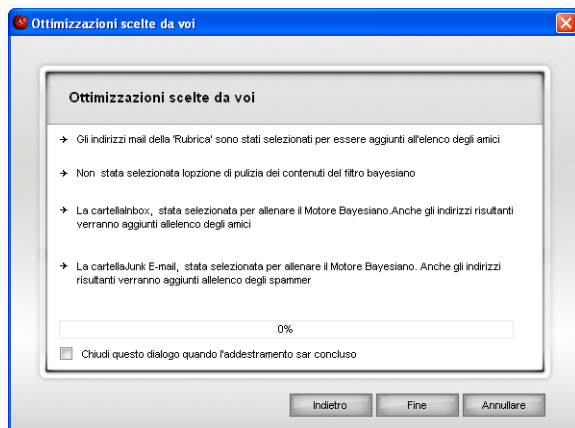 Ottimizzazioni scelte da voi
Ottimizzazioni scelte da voi
Gli indirizzi mail della 'Rubrica' sono stati selezionati per essere aggiunti all'elenco degli amici
Non stata selezionata lopzione di pulizia dei contenuti del filtro bayesiano
La cartellaInbox, stata selezionata per allenare il Motore Bayesiano.Anche gli indirizzi risultanti
verranno aggiunti allelenco degli amici
La cartellaJunk E-mail, stata selezionata per allenare il Motore Bayesiano. Anche gli indirizzi
risultanti verranno aggiunti allelenco degli spammer
0%
Chiudi questo dialogo quando l'addestramento sar concluso
Indietro
Fine
Annullare